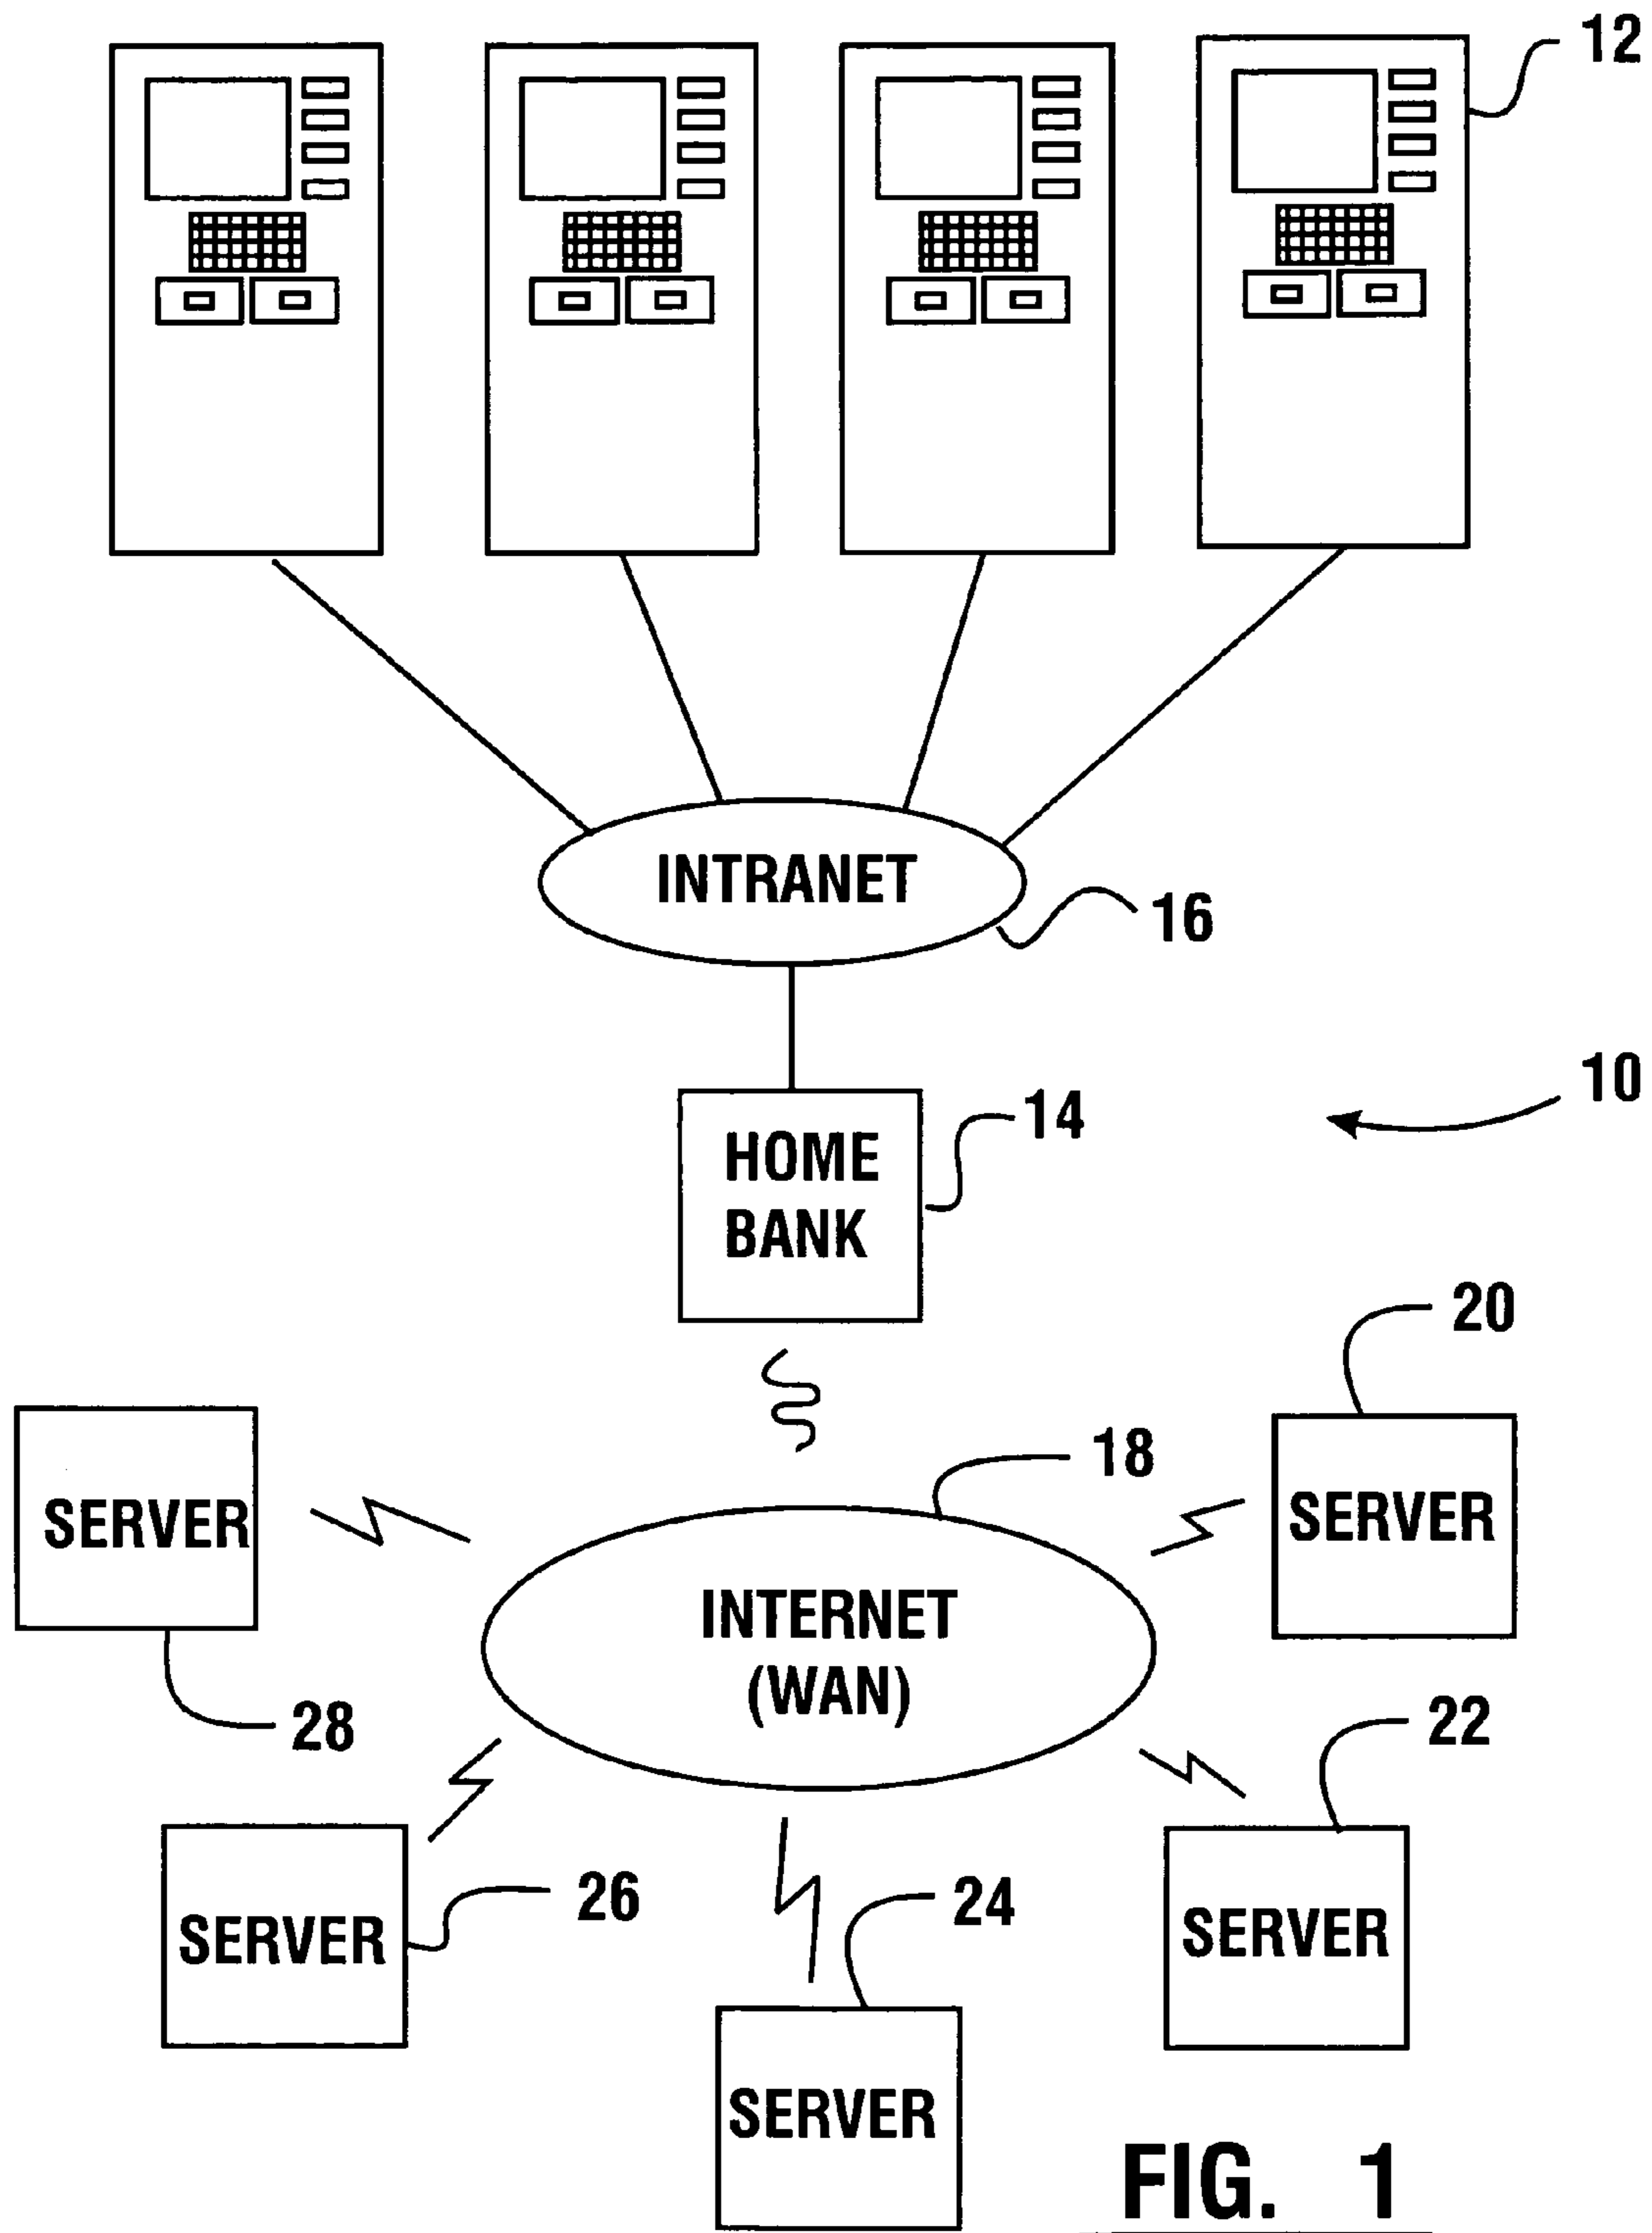 12
INTRANET
16
10
14
HOME
BANK
20
18
SERVER
SERVER
INTERNET
(WAN)
28
22
26
24
SERVER
SERVER
SERVER
FIG. 1